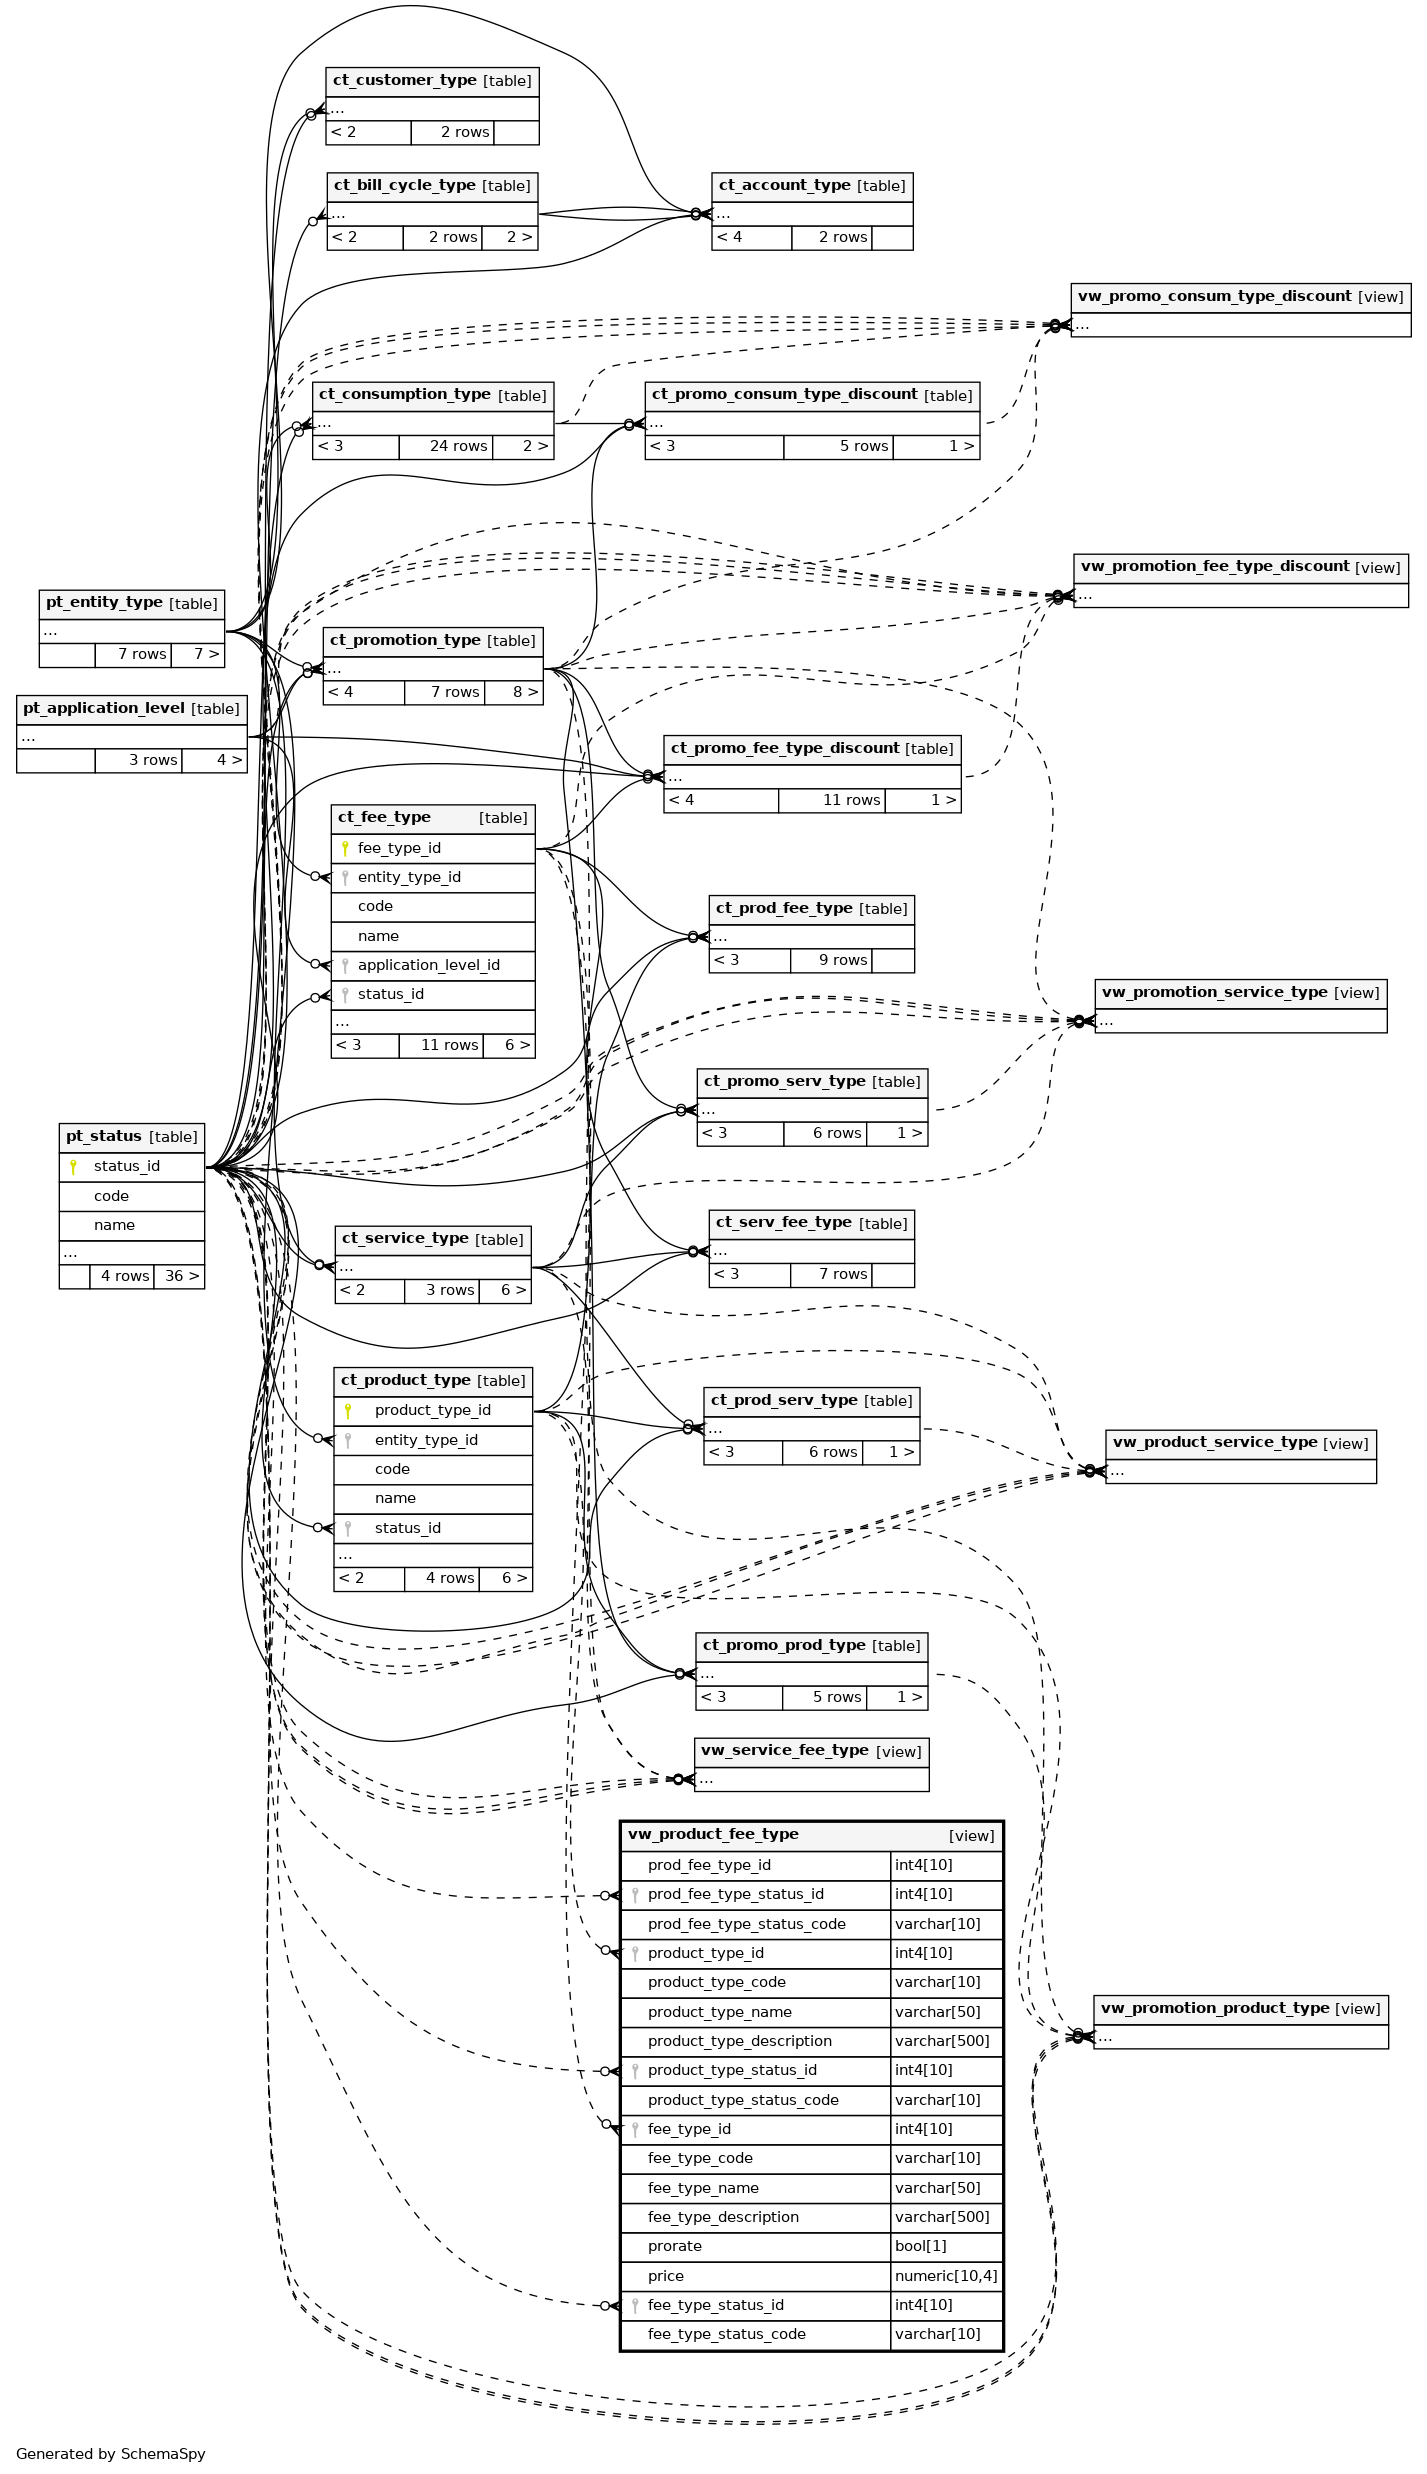 ct_customer_type [table]
...
< 2 2 rows
ct_bill_cycle_type [table]
...
< 2 2 rows 2 >
ct_account_type [table]
...
< 4 2 rows
vw_promo_consum_type_discount [view]
...
ct_consumption_type [table]
...
< 3 24 rows 2 >
ct_promo_consum_type_discount [table]
...
< 3 5 rows 1 >
vw_promotion_fee_type_discount [view]
...
pt_entity_type [table]
...
7 rows 7 >
ct_promotion_type [table]
...
< 4 7 rows 8 >
pt_application_level [table]
...
3 rows 4 >
ct_promo_fee_type_discount [table]
...
< 4 11 rows 1 >
ct_fee_type [table]
fee_type_id
entity_type_id
code
name
application_level_id
status_id
...
< 3 11 rows 6 >
ct_prod_fee_type [table]
...
< 3 9 rows
vw_promotion_service_type [view]
...
ct_promo_serv_type [table]
...
< 3 6 rows 1 >
pt_status [table]
status_id
code
name
...
4 rows 36 >
ct_service_type [table]
...
< 2 3 rows 6 >
ct_serv_fee_type [table]
...
< 3 7 rows
ct_product_type [table]
product_type_id
entity_type_id
code
name
status_id
...
< 2 4 rows 6 >
ct_prod_serv_type [table]
...
< 3 6 rows 1 >
vw_product_service_type [view]
...
ct_promo_prod_type [table]
...
< 3 5 rows 1 >
vw_service_fee_type [view]
...
vw_product_fee_type [view]
prod_fee_type_id int4[10]
prod_fee_type_status_id int4[10]
prod_fee_type_status_code varchar[10]
product_type_id int4[10]
product_type_code varchar[10]
product_type_name varchar[50]
product_type_description varchar[500]
product_type_status_id int4[10]
product_type_status_code varchar[10]
fee_type_id int4[10]
fee_type_code varchar[10]
fee_type_name varchar[50]
fee_type_description varchar[500]
prorate bool[1]
price numeric[10,4]
fee_type_status_id int4[10]
fee_type_status_code varchar[10]
vw_promotion_product_type [view]
...
Generated by SchemaSpy